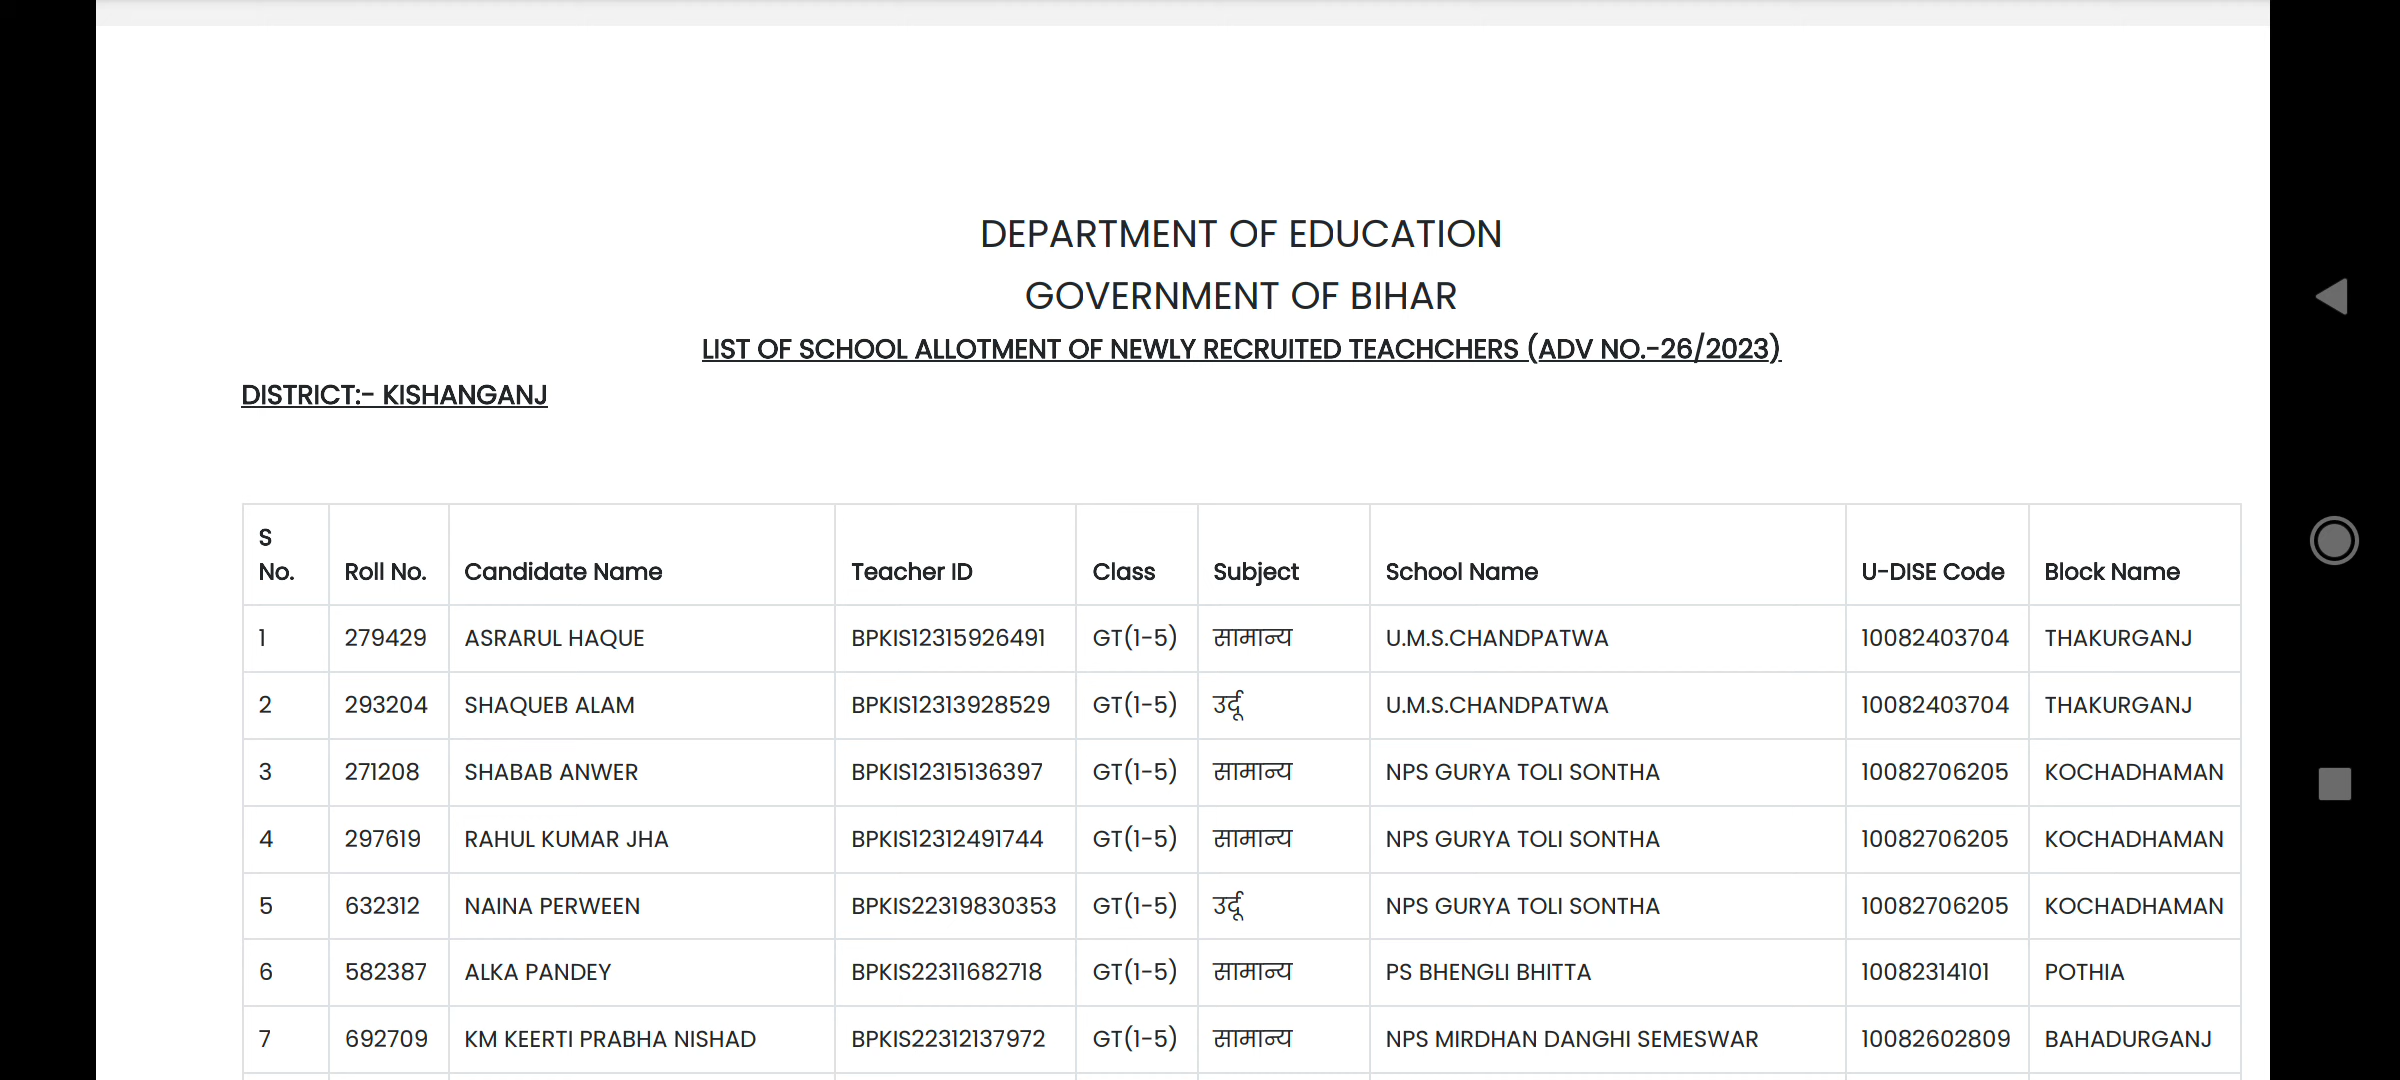 DEPARTMENT OF EDUCATION
GOVERNMENT OF BIHAR
LIST OF SCHOOL ALLOTMENT OF NEWLY RECRUITED TEACHCHERS (ADV NO.-26/2023)
DISTRICT:- KISHANGANJ
S No. Roll No. Candidate Name Teacher ID Class Subject School Name U-DISE Code Block Name
1 279429 ASRARUL HAQUE BPKIS12315926491 GT(1-5) सामान्य U.M.S.CHANDPATWA 10082403704 THAKURGANJ
2 293204 SHAQUEB ALAM BPKIS12313928529 GT(1-5) उर्दू U.M.S.CHANDPATWA 10082403704 THAKURGANJ
3 271208 SHABAB ANWER BPKIS12315136397 GT(1-5) सामान्य NPS GURYA TOLI SONTHA 10082706205 KOCHADHAMAN
4 297619 RAHUL KUMAR JHA BPKIS12312491744 GT(1-5) सामान्य NPS GURYA TOLI SONTHA 10082706205 KOCHADHAMAN
5 632312 NAINA PERWEEN BPKIS22319830353 GT(1-5) उर्दू NPS GURYA TOLI SONTHA 10082706205 KOCHADHAMAN
6 582387 ALKA PANDEY BPKIS22311682718 GT(1-5) सामान्य PS BHENGLI BHITTA 10082314101 POTHIA
7 692709 KM KEERTI PRABHA NISHAD BPKIS22312137972 GT(1-5) सामान्य NPS MIRDHAN DANGHI SEMESWAR 10082602809 BAHADURGANJ